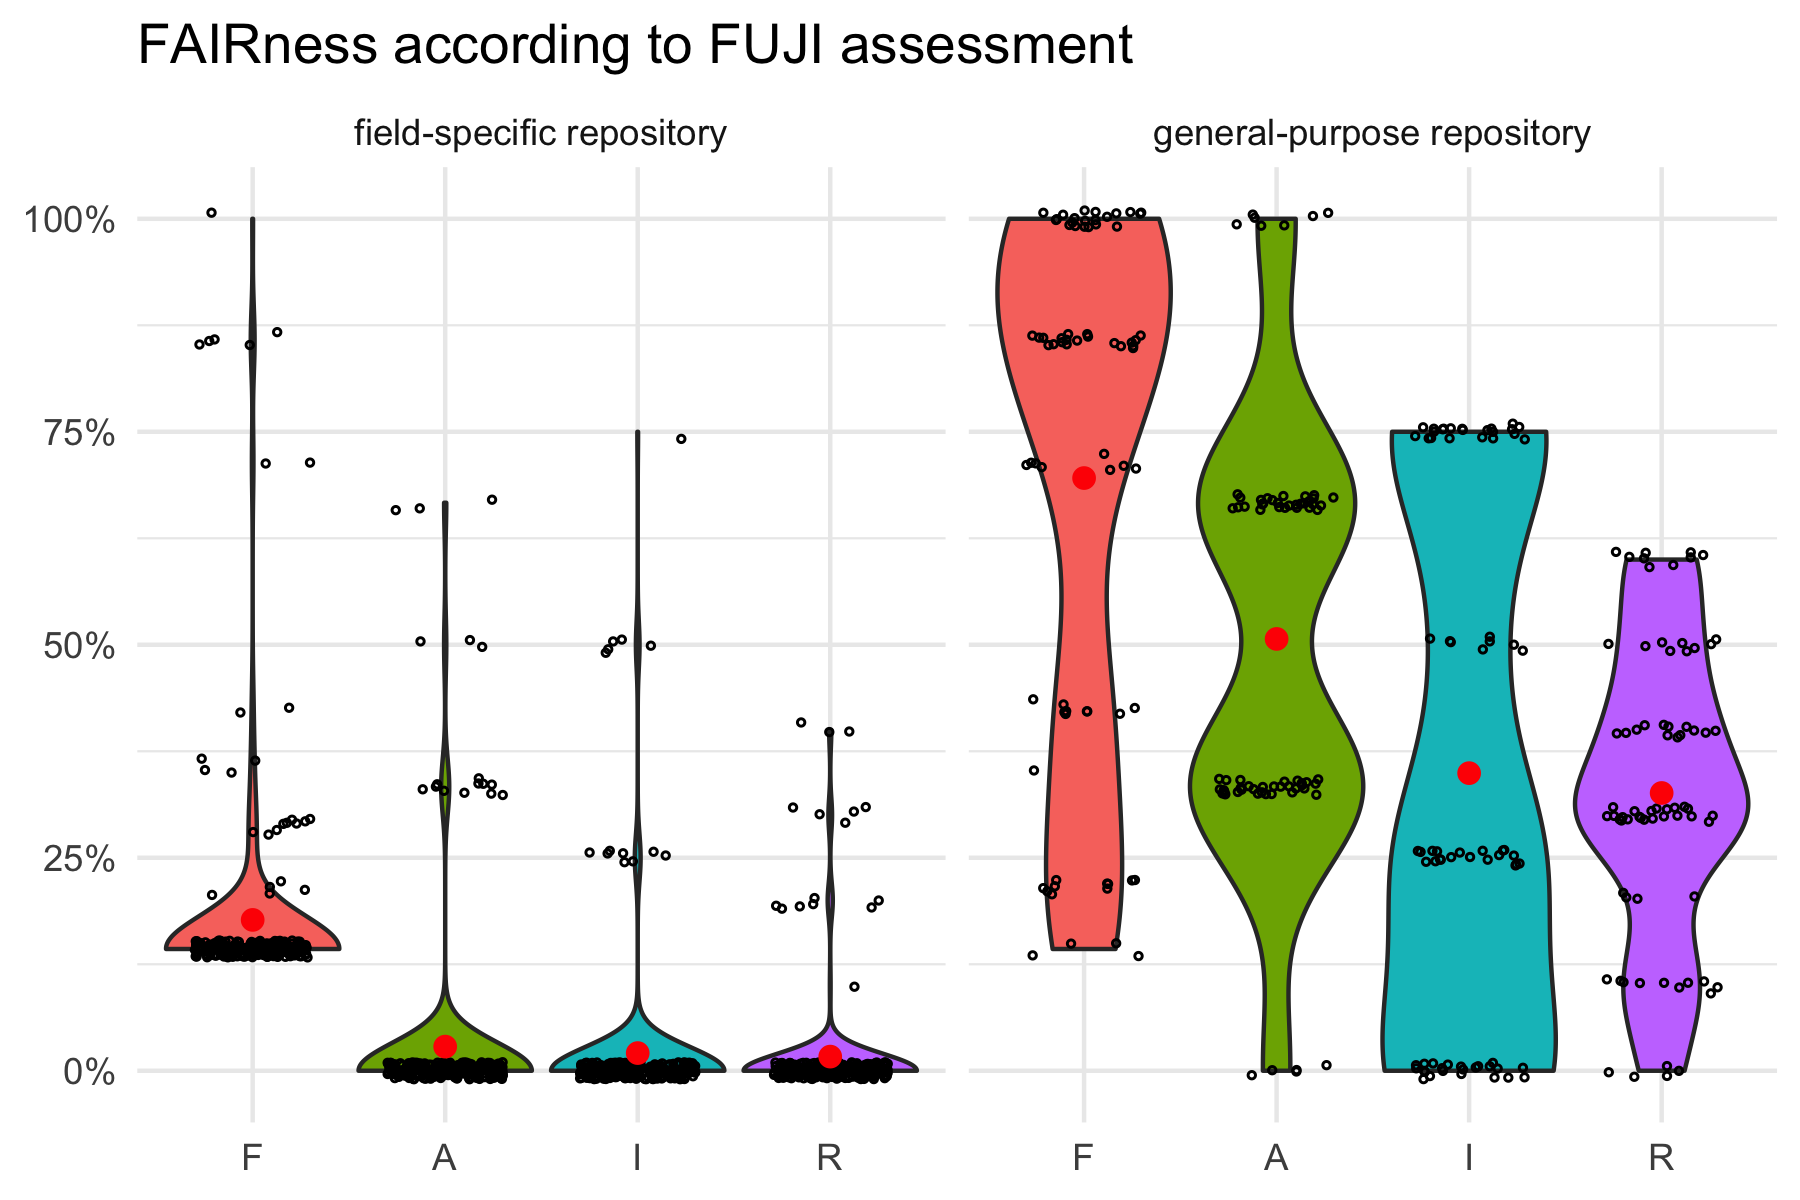 FAIRness according to FUJI assessment
field-specific repository
general-purpose repository
100%
75%
50%
25%
0%
F A I R F A I R